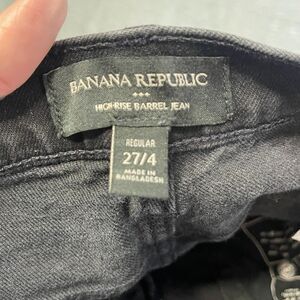 BANANA REPUBLIC
HIGH-RISE BARREL JEAN
REGULAR
27/4
MADE IN
BANGLADESH